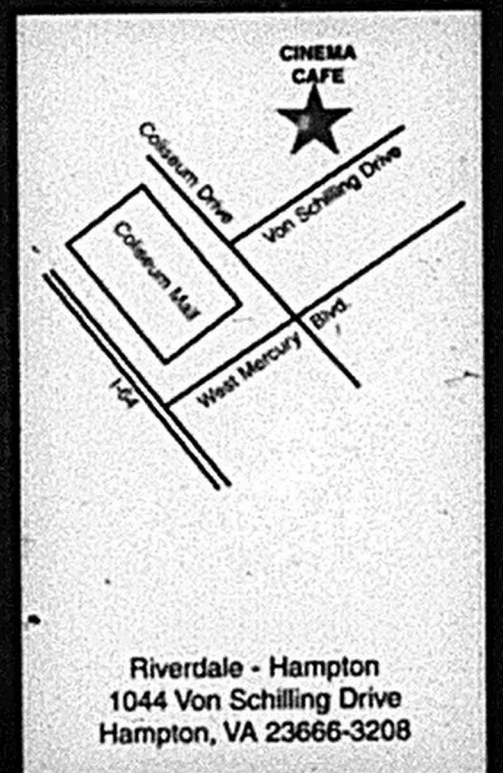 CINEMA
CAFE
Coliseum Drive
Von Schilling Drive
Coliseum Mall
West Mercury Blvd.
I-64
Riverdale - Hampton
1044 Von Schilling Drive
Hampton, VA 23666-3208